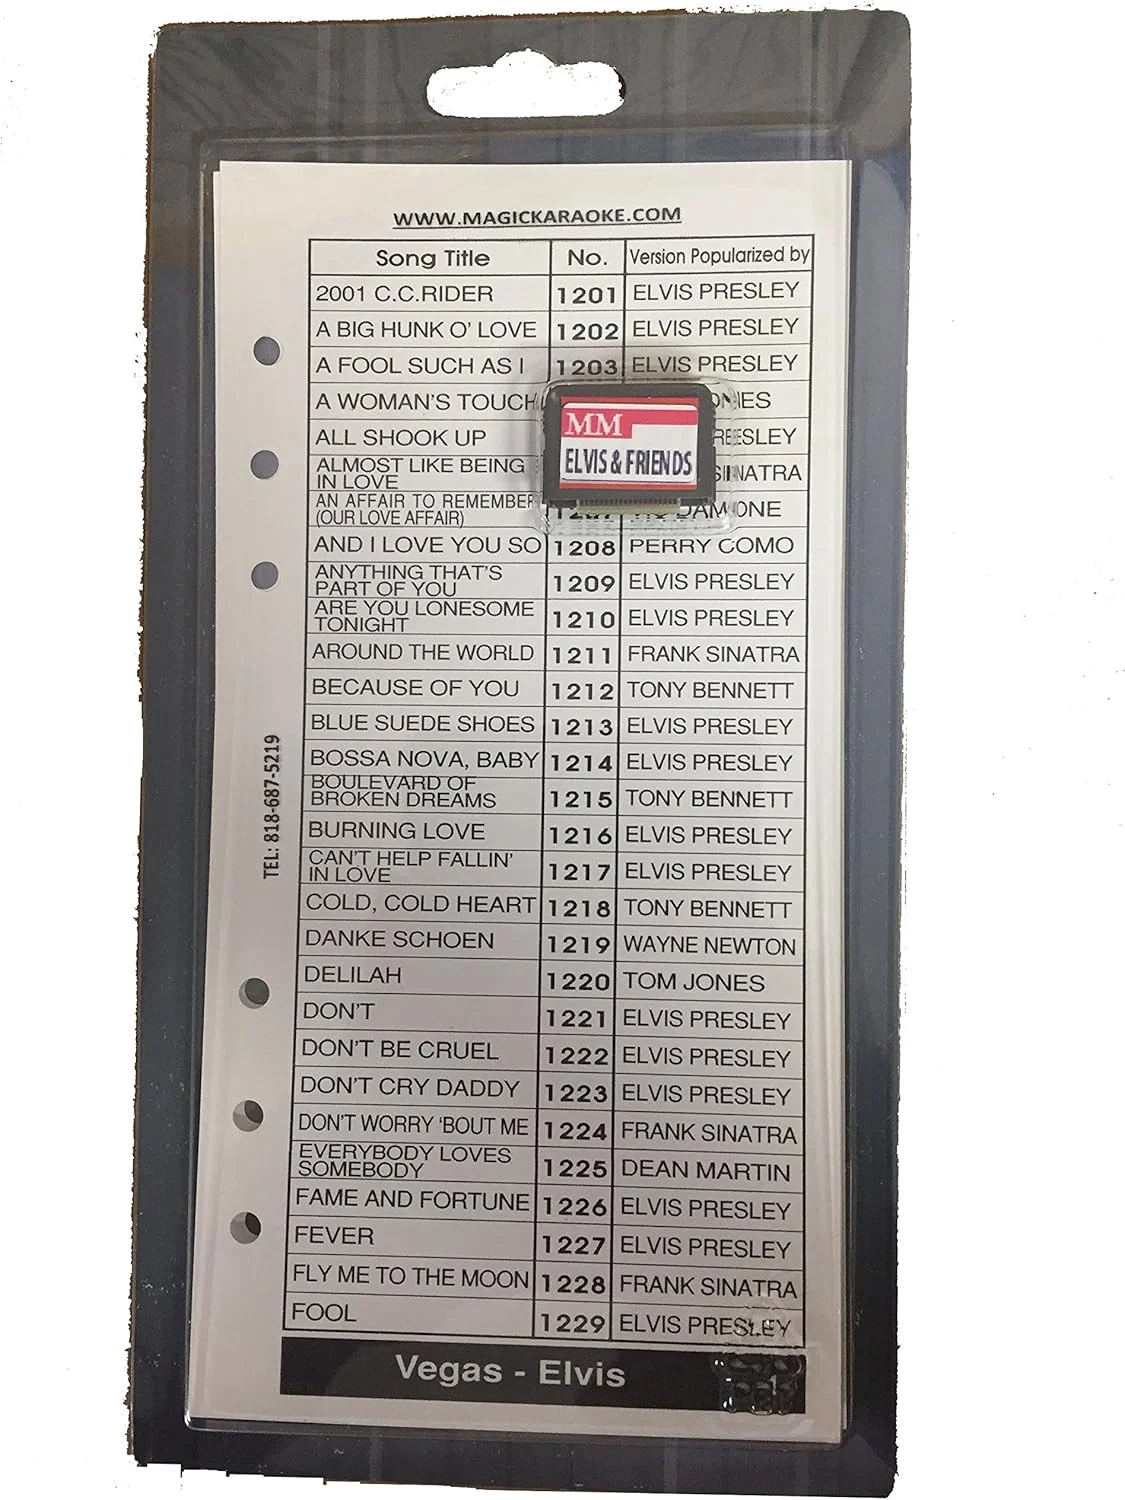 WWW.MAGICKARAOKE.COM
Song Title No. Version Popularized by
2001 C.C.RIDER 1201 ELVIS PRESLEY
A BIG HUNK O' LOVE 1202 ELVIS PRESLEY
A FOOL SUCH AS I 1203 ELVIS PRESLEY
A WOMAN'S TOUCH
ALL SHOOK UP
ALMOST LIKE BEING
IN LOVE SINATRA
AN AFFAIR TO REMEMBER
(OUR LOVE AFFAIR) 1207 DAMONE
MM
ELVIS & FRIENDS
AND I LOVE YOU SO 1208 PERRY COMO
ANYTHING THAT'S
PART OF YOU 1209 ELVIS PRESLEY
ARE YOU LONESOME
TONIGHT 1210 ELVIS PRESLEY
AROUND THE WORLD 1211 FRANK SINATRA
BECAUSE OF YOU 1212 TONY BENNETT
BLUE SUEDE SHOES 1213 ELVIS PRESLEY
BOSSA NOVA, BABY 1214 ELVIS PRESLEY
BOULEVARD OF
BROKEN DREAMS 1215 TONY BENNETT
BURNING LOVE 1216 ELVIS PRESLEY
CAN'T HELP FALLIN'
IN LOVE 1217 ELVIS PRESLEY
COLD, COLD HEART 1218 TONY BENNETT
DANKE SCHOEN 1219 WAYNE NEWTON
DELILAH 1220 TOM JONES
DON'T 1221 ELVIS PRESLEY
DON'T BE CRUEL 1222 ELVIS PRESLEY
DON'T CRY DADDY 1223 ELVIS PRESLEY
DON'T WORRY 'BOUT ME 1224 FRANK SINATRA
EVERYBODY LOVES
SOMEBODY 1225 DEAN MARTIN
FAME AND FORTUNE 1226 ELVIS PRESLEY
FEVER 1227 ELVIS PRESLEY
FLY ME TO THE MOON 1228 FRANK SINATRA
FOOL 1229 ELVIS PRESLEY
Vegas - Elvis
TEL: 818-687-5219